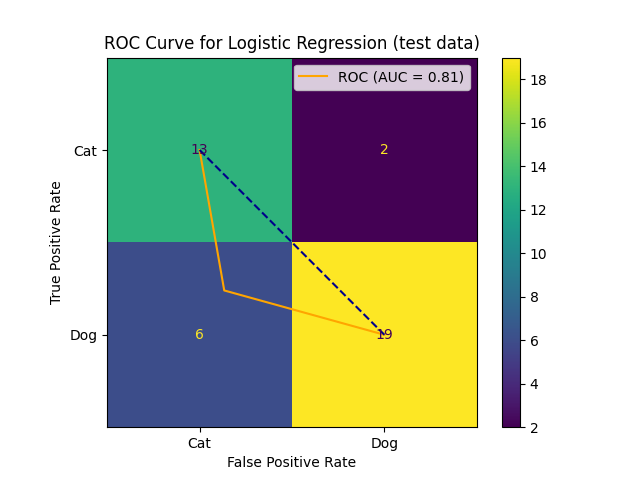 ROC Curve for Logistic Regression (test data)
ROC (AUC = 0.81)
True Positive Rate
Cat
Dog
13
2
6
19
Cat
Dog
False Positive Rate
18
16
14
12
10
8
6
4
2